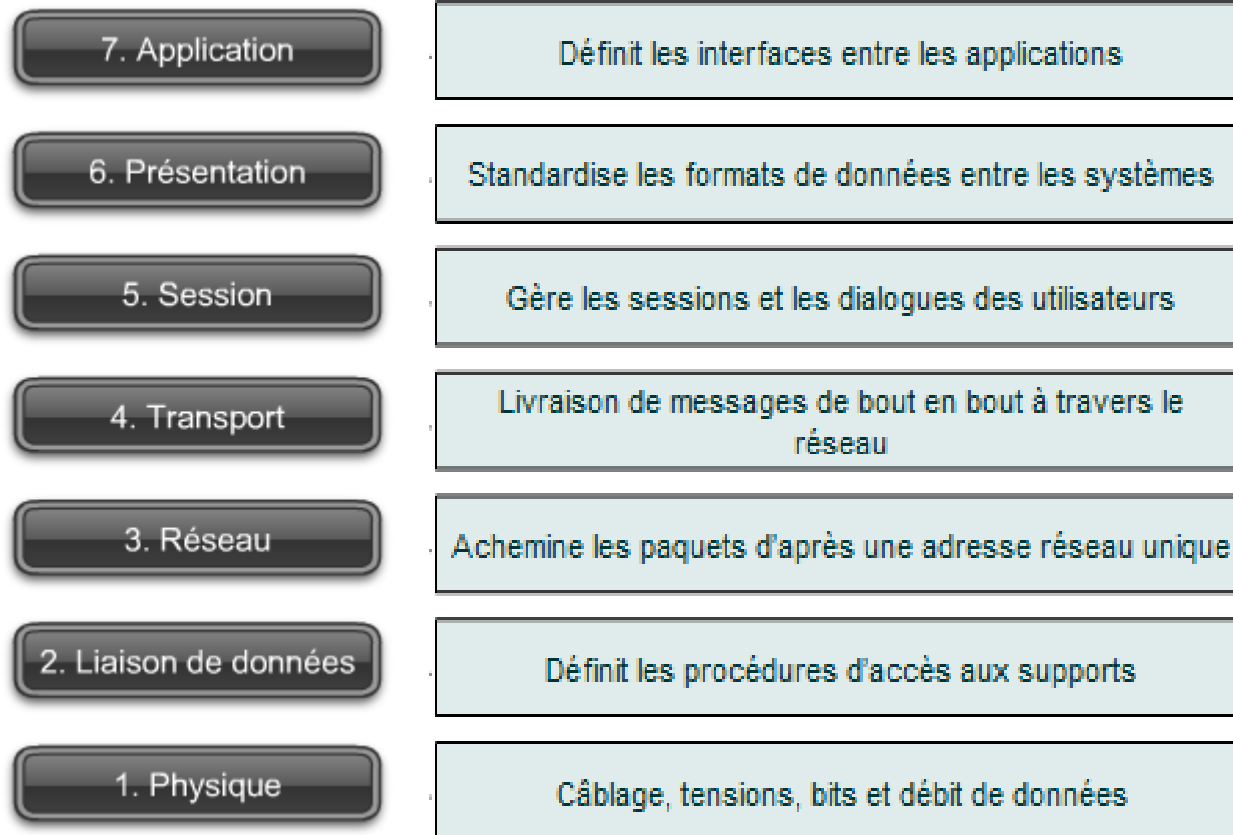 7. Application
Définit les interfaces entre les applications
6. Présentation
Standardise les formats de données entre les systèmes
5. Session
Gère les sessions et les dialogues des utilisateurs
4. Transport
Livraison de messages de bout en bout à travers le
réseau
3. Réseau
Achemine les paquets d'après une adresse réseau unique
2. Liaison de données
Définit les procédures d'accès aux supports
1. Physique
Câblage, tensions, bits et débit de données